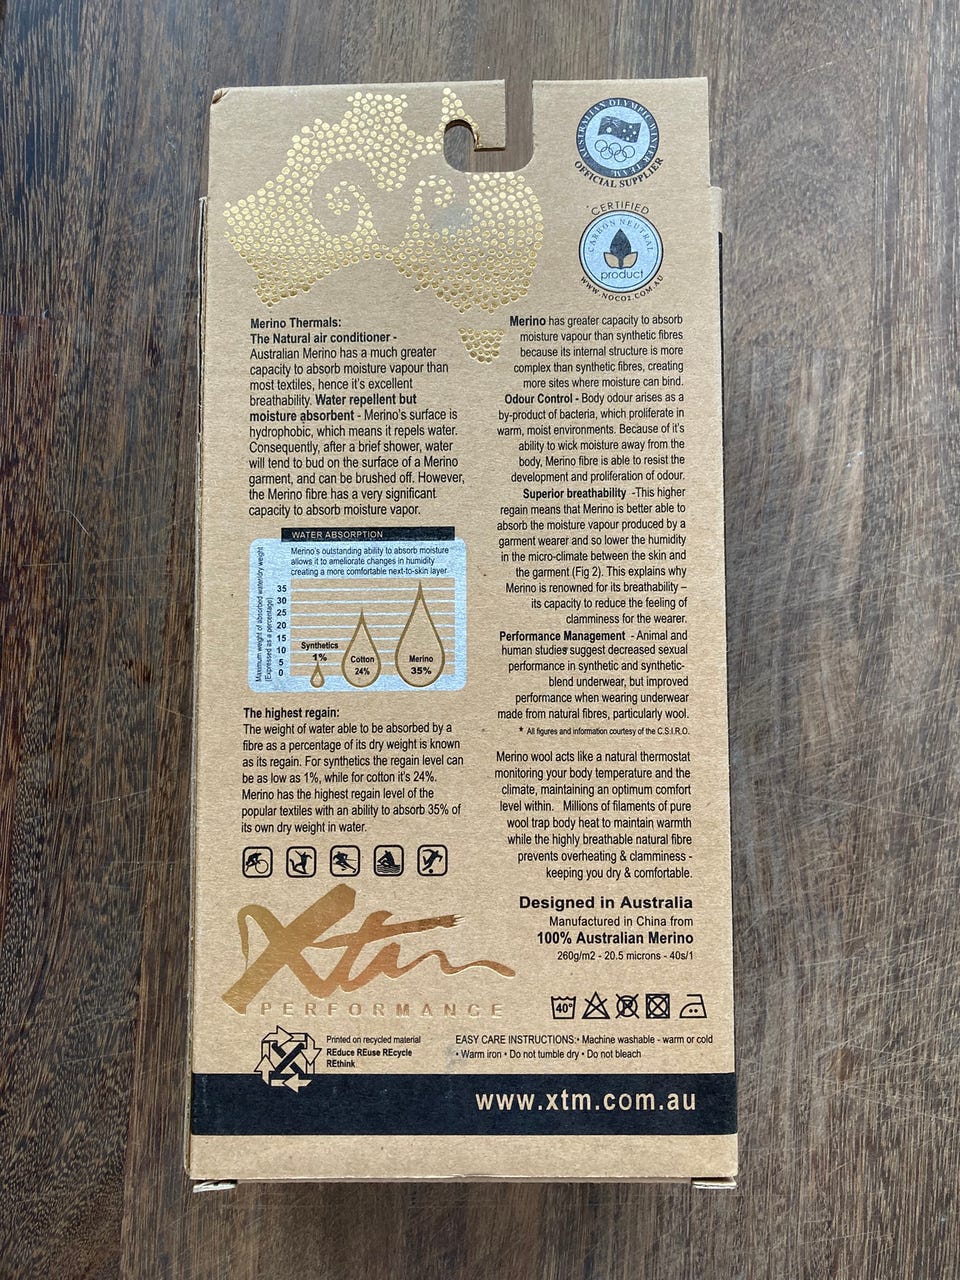 AUSTRALIAN OLYMPIC WINTER TEAM
OFFICIAL SUPPLIER
*CERTIFIED
CARBON NEUTRAL
product
WWW.NOCO2.COM.AU
Merino Thermals:
The Natural air conditioner -
Australian Merino has a much greater
capacity to absorb moisture vapour than
most textiles, hence it's excellent
breathability. Water repellent but
moisture absorbent - Merino's surface is
hydrophobic, which means it repels water.
Consequently, after a brief shower, water
will tend to bud on the surface of a Merino
garment, and can be brushed off. However,
the Merino fibre has a very significant
capacity to absorb moisture vapor.
WATER ABSORPTION
Merino's outstanding ability to absorb moisture
allows it to ameliorate changes in humidity
creating a more comfortable next-to-skin layer
Maximum weight of absorbed water/dry weight
(Expressed as a percentage)
35
30
25
20
15
10
5
0
Synthetics
1%
Cotton
24%
Merino
35%
The highest regain:
The weight of water able to be absorbed by a
fibre as a percentage of its dry weight is known
as its regain. For synthetics the regain level can
be as low as 1%, while for cotton it's 24%.
Merino has the highest regain level of the
popular textiles with an ability to absorb 35% of
its own dry weight in water.
Merino has greater capacity to absorb
moisture vapour than synthetic fibres
because its internal structure is more
complex than synthetic fibres, creating
more sites where moisture can bind.
Odour Control - Body odour arises as a
by-product of bacteria, which proliferate in
warm, moist environments. Because of it's
ability to wick moisture away from the
body, Merino fibre is able to resist the
development and proliferation of odour.
Superior breathability -This higher
regain means that Merino is better able to
absorb the moisture vapour produced by a
garment wearer and so lower the humidity
in the micro-climate between the skin and
the garment (Fig 2). This explains why
Merino is renowned for its breathability –
its capacity to reduce the feeling of
clamminess for the wearer.
Performance Management - Animal and
human studies suggest decreased sexual
performance in synthetic and synthetic-
blend underwear, but improved
performance when wearing underwear
made from natural fibres, particularly wool.
* All figures and information courtesy of the C.S.I.R.O.
Merino wool acts like a natural thermostat
monitoring your body temperature and the
climate, maintaining an optimum comfort
level within. Millions of filaments of pure
wool trap body heat to maintain warmth
while the highly breathable natural fibre
prevents overheating & clamminess -
keeping you dry & comfortable.
Designed in Australia
Manufactured in China from
100% Australian Merino
260g/m2 - 20.5 microns - 40s/1
Xtm
PERFORMANCE
40°
Printed on recycled material
REduce REuse REcycle
REthink
EASY CARE INSTRUCTIONS:• Machine washable - warm or cold
• Warm iron • Do not tumble dry • Do not bleach
www.xtm.com.au